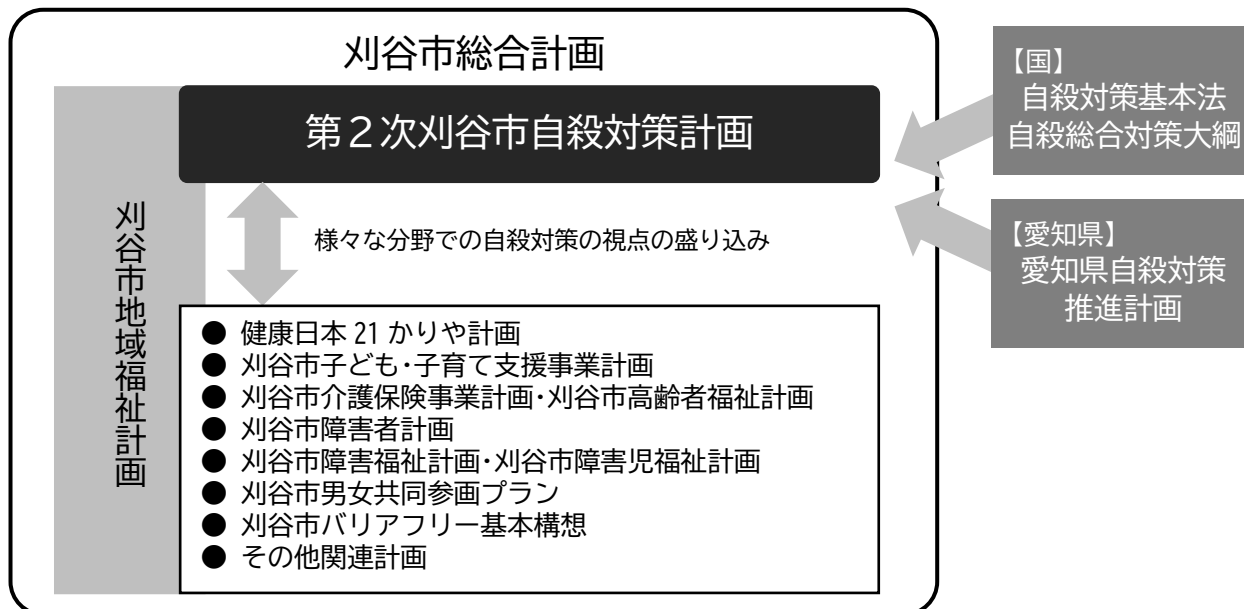 刈谷市総合計画
第2次刈谷市自殺対策計画
刈谷市地域福祉計画
様々な分野での自殺対策の視点の盛り込み
● 健康日本 21 かりや計画
● 刈谷市子ども・子育て支援事業計画
● 刈谷市介護保険事業計画・刈谷市高齢者福祉計画
● 刈谷市障害者計画
● 刈谷市障害福祉計画・刈谷市障害児福祉計画
● 刈谷市男女共同参画プラン
● 刈谷市バリアフリー基本構想
● その他関連計画
【国】
自殺対策基本法
自殺総合対策大綱
【愛知県】
愛知県自殺対策
推進計画